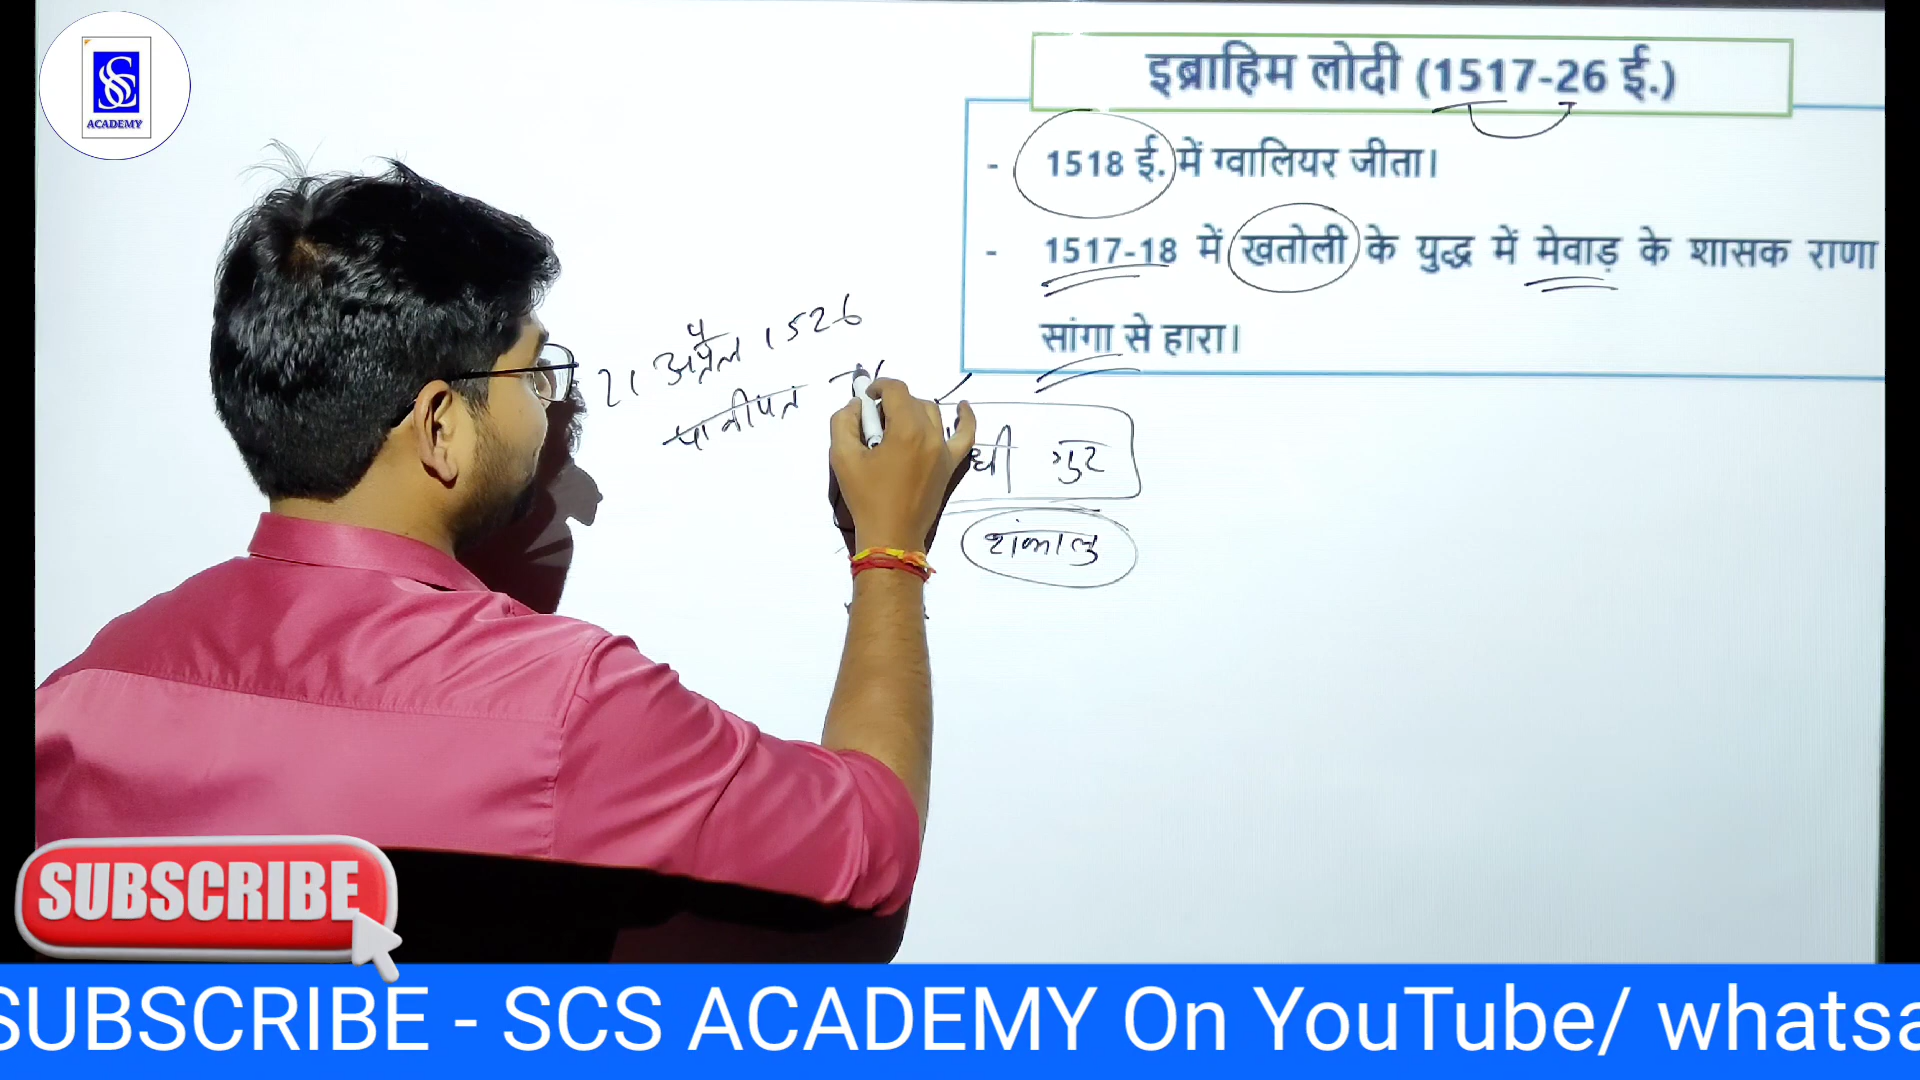 SCS
ACADEMY
इब्राहिम लोदी (1517-26 ई.)
- 1518 ई. में ग्वालियर जीता।
- 1517-18 में खतोली के युद्ध में मेवाड़ के शासक राणा
सांगा से हारा।
21 अप्रैल 1526
पानीपत
गुट
शंकालु
SUBSCRIBE
SUBSCRIBE - SCS ACADEMY On YouTube/ whatsa